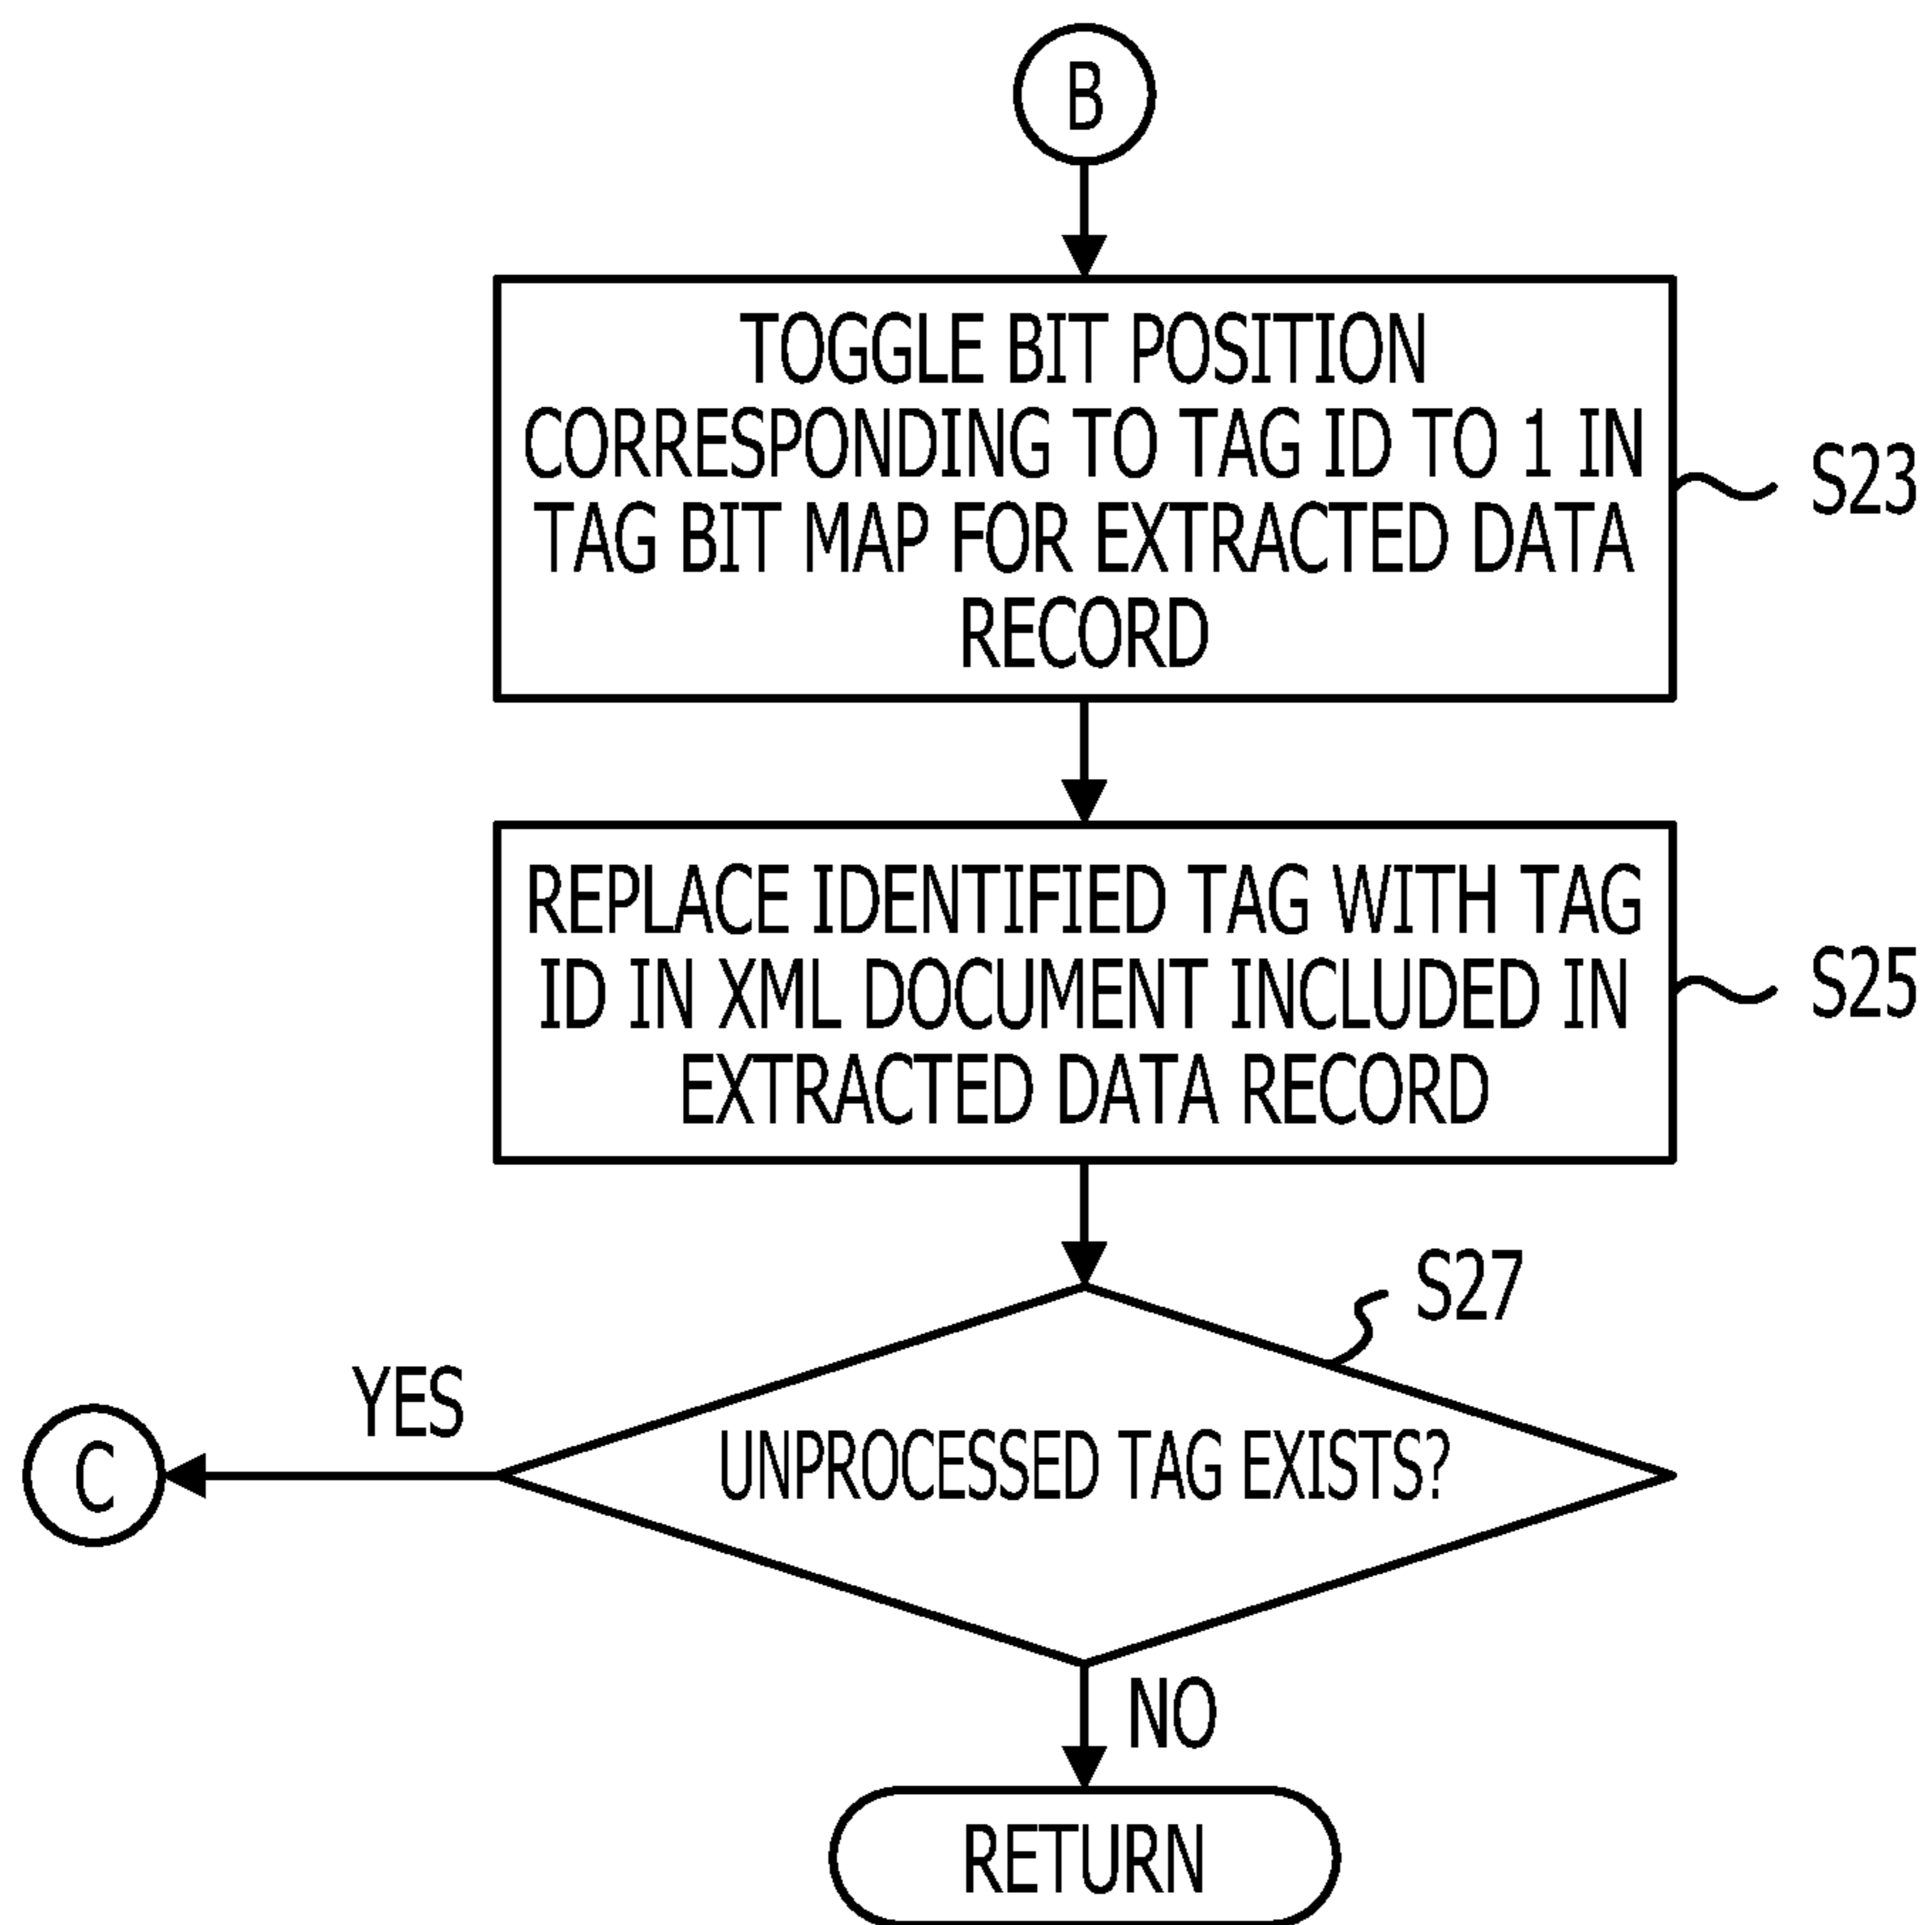 B
TOGGLE BIT POSITION
CORRESPONDING TO TAG ID TO 1 IN
TAG BIT MAP FOR EXTRACTED DATA
RECORD
S23
REPLACE IDENTIFIED TAG WITH TAG
ID IN XML DOCUMENT INCLUDED IN
EXTRACTED DATA RECORD
S25
S27
YES
C
UNPROCESSED TAG EXISTS?
NO
RETURN